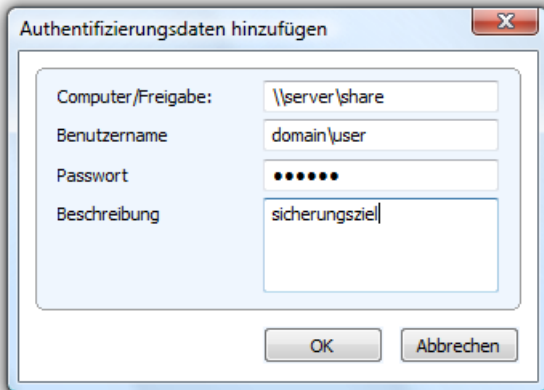 Authentifizierungsdaten hinzufügen
Computer/Freigabe: \\server\share
Benutzername domain\user
Passwort ●●●●●●
Beschreibung sicherungsziel
OK Abbrechen